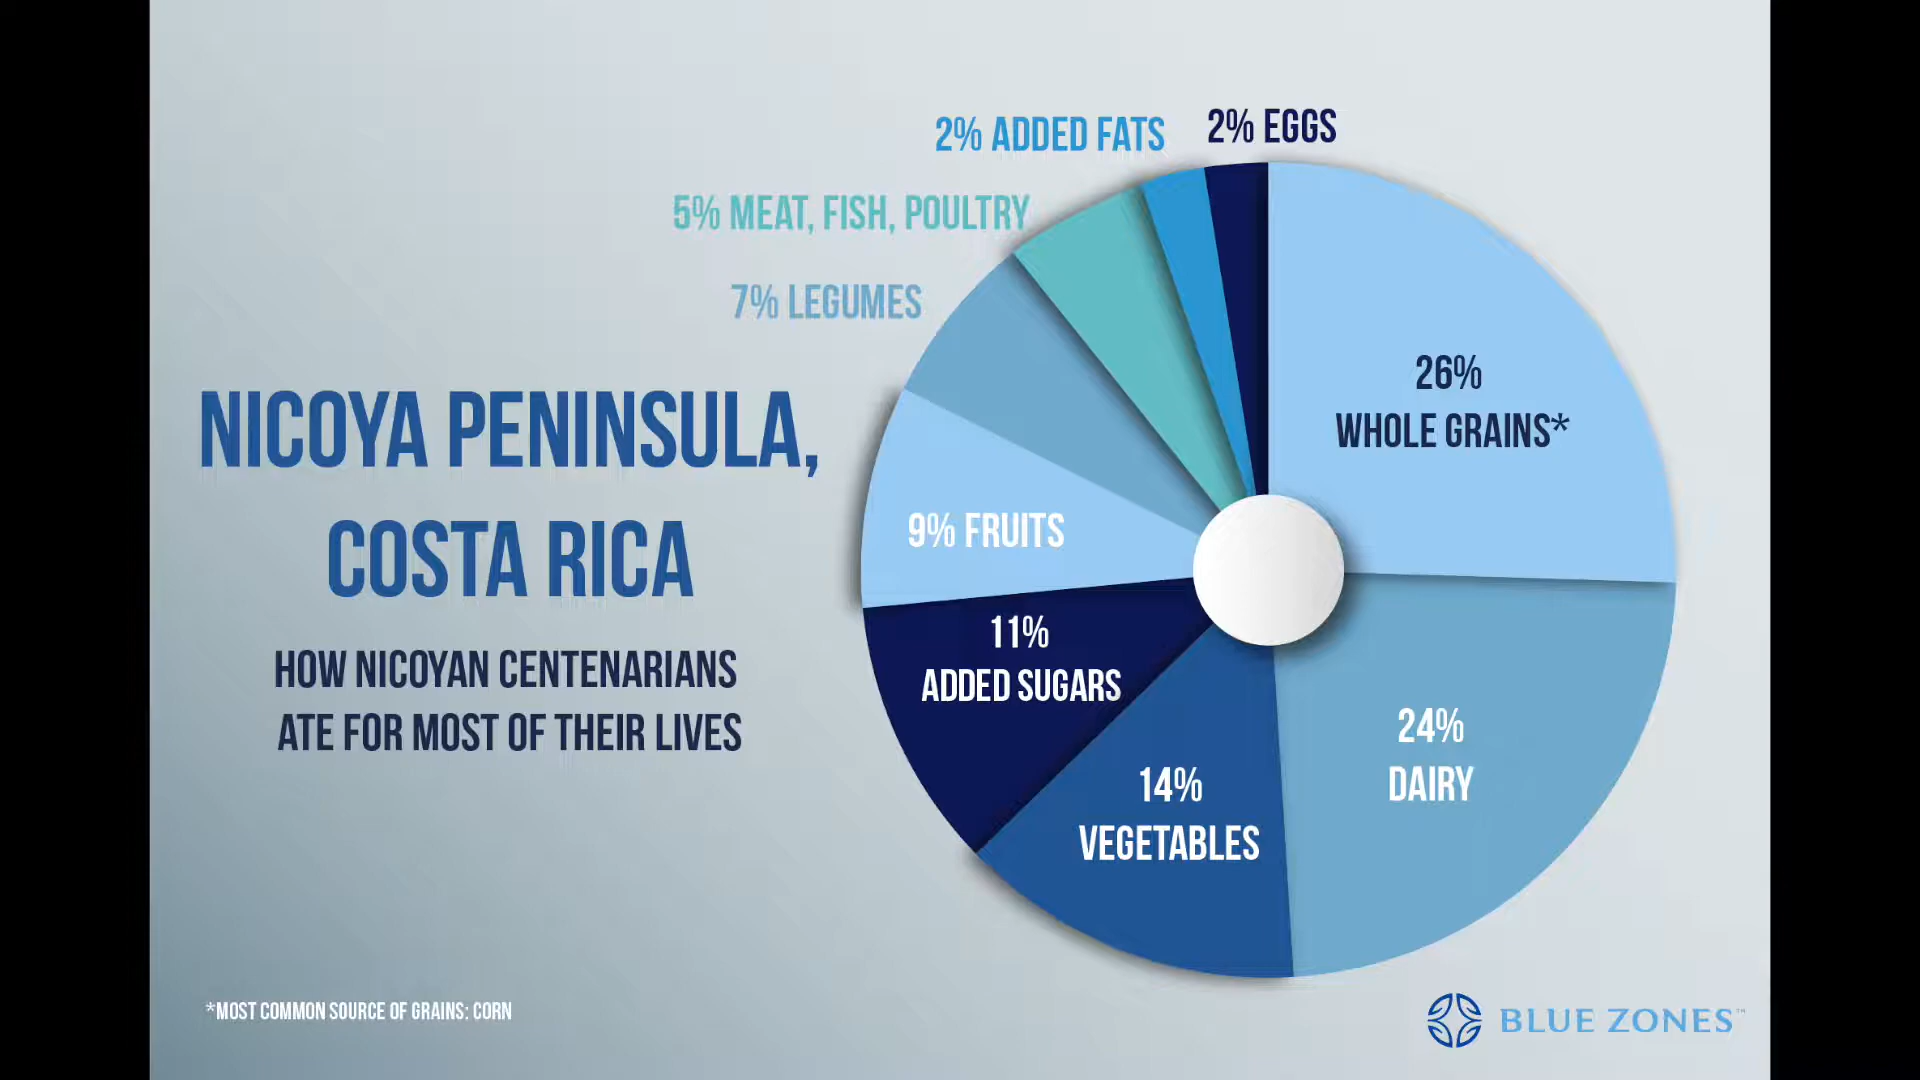 2% ADDED FATS
2% EGGS
5% MEAT, FISH, POULTRY
7% LEGUMES
26%
WHOLE GRAINS*
NICOYA PENINSULA,
COSTA RICA
HOW NICOYAN CENTENARIANS
ATE FOR MOST OF THEIR LIVES
9% FRUITS
11%
ADDED SUGARS
24%
DAIRY
14%
VEGETABLES
*MOST COMMON SOURCE OF GRAINS: CORN
BLUE ZONES™